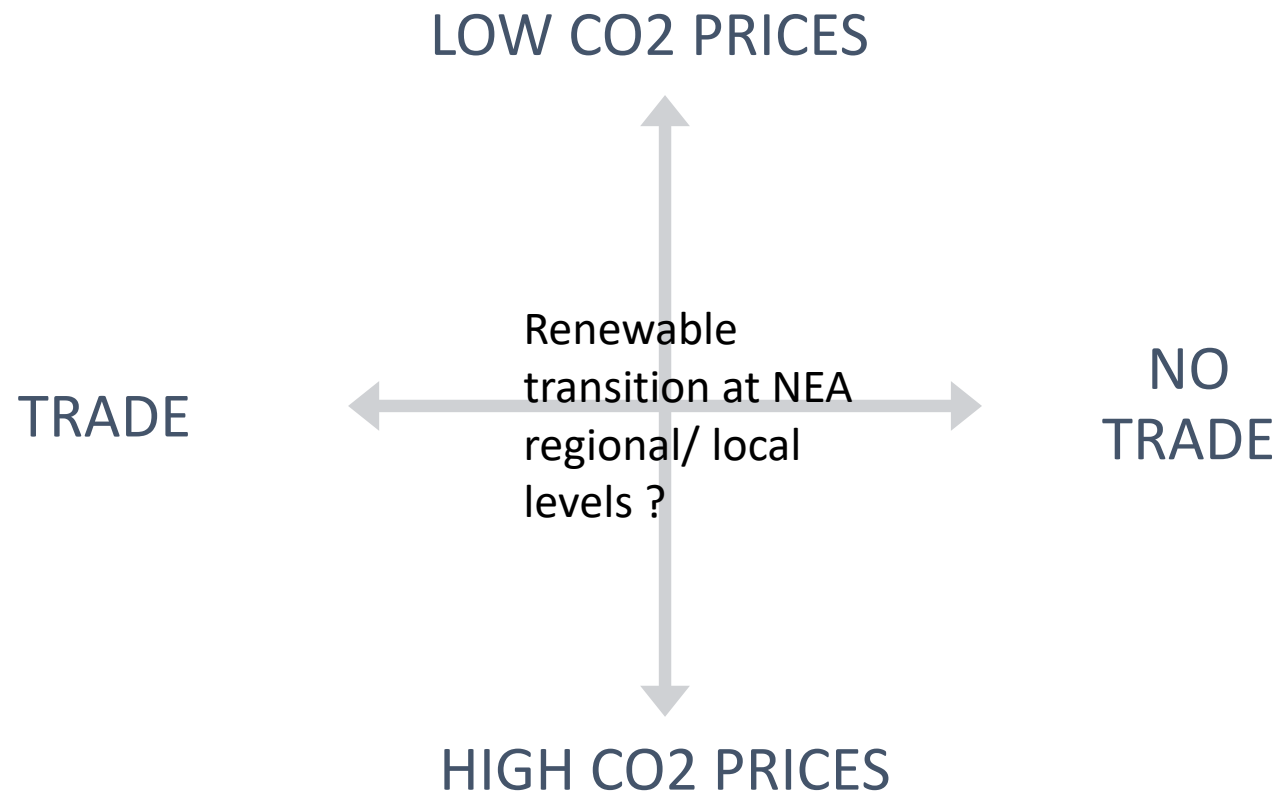 LOW CO2 PRICES
Renewable
transition at NEA
regional/ local
levels ?
TRADE
NO
TRADE
HIGH CO2 PRICES